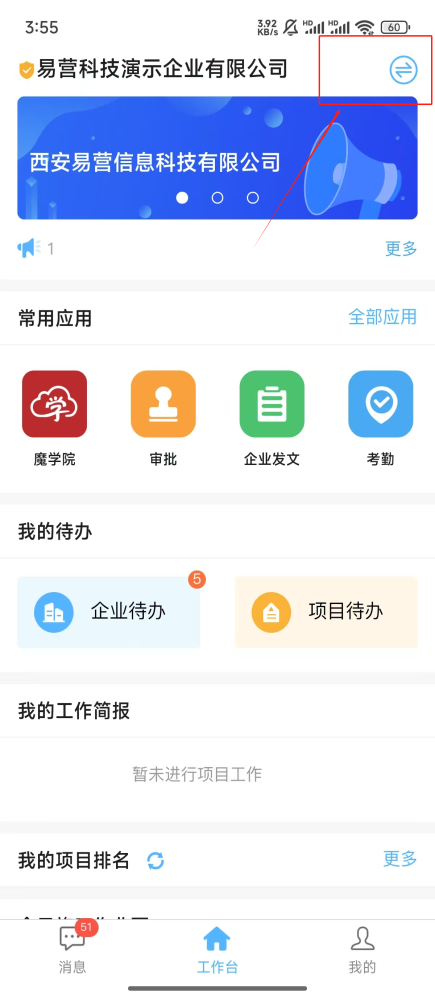 3:55
3.92
KB/s
HD
HD
60
易营科技演示企业有限公司
西安易营信息科技有限公司
1
更多
常用应用
全部应用
学
魔学院
审批
企业发文
考勤
我的待办
5
企业待办
项目待办
我的工作简报
暂未进行项目工作
我的项目排名
更多
51
消息
工作台
我的